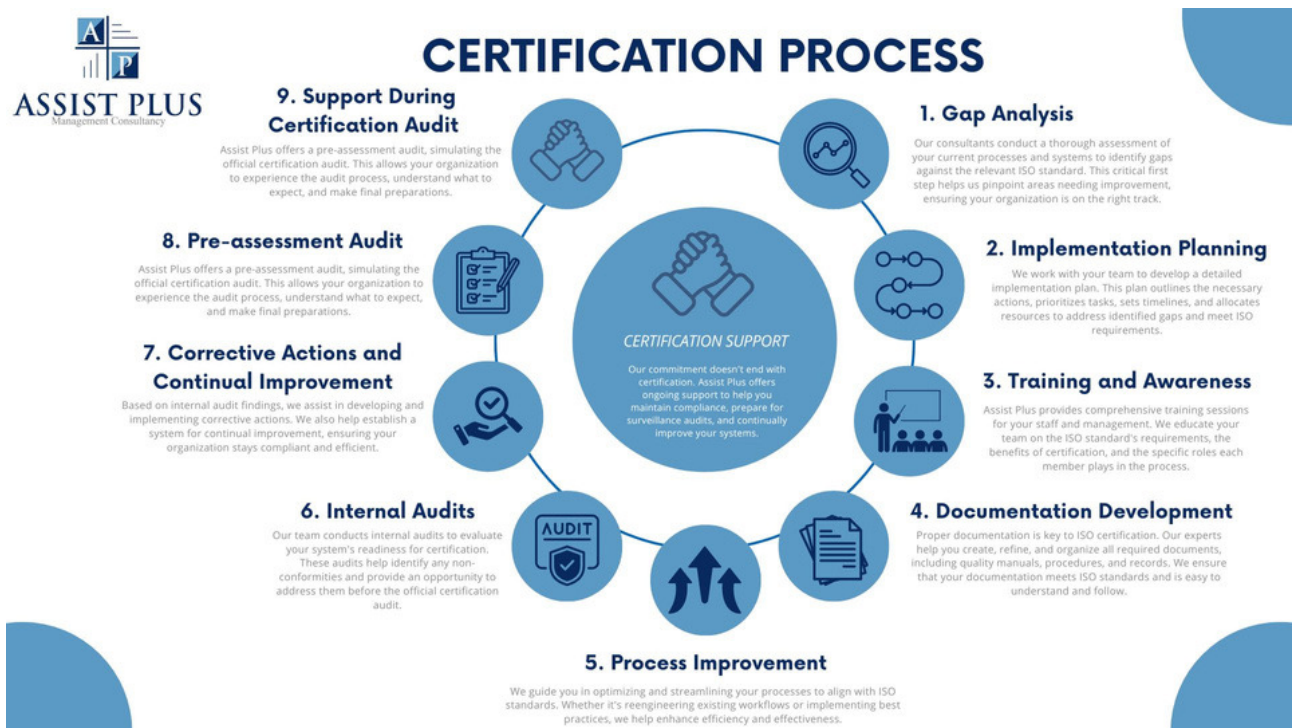 A
P
ASSIST PLUS
Management Consultancy
CERTIFICATION PROCESS
1. Gap Analysis
Our consultants conduct a thorough assessment of
your current processes and systems to identify gaps
against the relevant ISO standard. This critical first
step helps us pinpoint areas needing improvement,
ensuring your organization is on the right track.
2. Implementation Planning
We work with your team to develop a detailed
implementation plan. This plan outlines the necessary
actions, prioritizes tasks, sets timelines, and allocates
resources to address identified gaps and meet ISO
requirements.
3. Training and Awareness
Assist Plus provides comprehensive training sessions
for your staff and management. We educate your
team on the ISO standard's requirements, the
benefits of certification, and the specific roles each
member plays in the process.
4. Documentation Development
Proper documentation is key to ISO certification. Our experts
help you create, refine, and organize all required documents,
including quality manuals, procedures, and records. We ensure
that your documentation meets ISO standards and is easy to
understand and follow.
5. Process Improvement
We guide you in optimizing and streamlining your processes to align with ISO
standards. Whether it's reengineering existing workflows or implementing best
practices, we help enhance efficiency and effectiveness.
6. Internal Audits
Our team conducts internal audits to evaluate
your system's readiness for certification.
These audits help identify any non-
conformities and provide an opportunity to
address them before the official certification
audit.
AUDIT
7. Corrective Actions and
Continual Improvement
Based on internal audit findings, we assist in developing and
implementing corrective actions. We also help establish a
system for continual improvement, ensuring your
organization stays compliant and efficient.
8. Pre-assessment Audit
Assist Plus offers a pre-assessment audit, simulating the
official certification audit. This allows your organization to
experience the audit process, understand what to expect,
and make final preparations.
9. Support During
Certification Audit
Assist Plus offers a pre-assessment audit, simulating the
official certification audit. This allows your organization
to experience the audit process, understand what to
expect, and make final preparations.
CERTIFICATION SUPPORT
Our commitment doesn't end with
certification. Assist Plus offers
ongoing support to help you
maintain compliance, prepare for
surveillance audits, and continually
improve your systems.